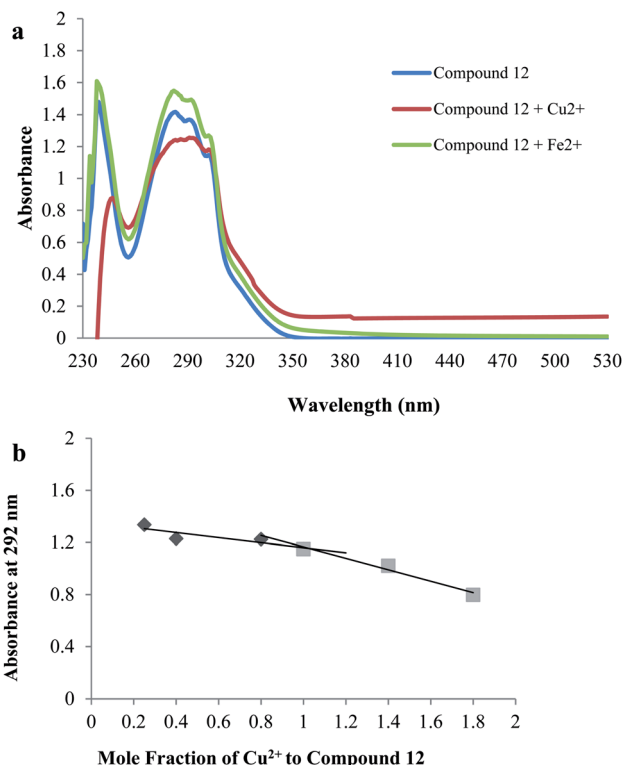 a
2
1.8
1.6
1.4
1.2
1
0.8
0.6
0.4
0.2
0
Absorbance
Compound 12
Compound 12 + Cu2+
Compound 12 + Fe2+
230 260 290 320 350 380 410 440 470 500 530
Wavelength (nm)
b
2
1.6
1.2
0.8
0.4
0
Absorbance at 292 nm
0 0.2 0.4 0.6 0.8 1 1.2 1.4 1.6 1.8 2
Mole Fraction of Cu²⁺ to Compound 12